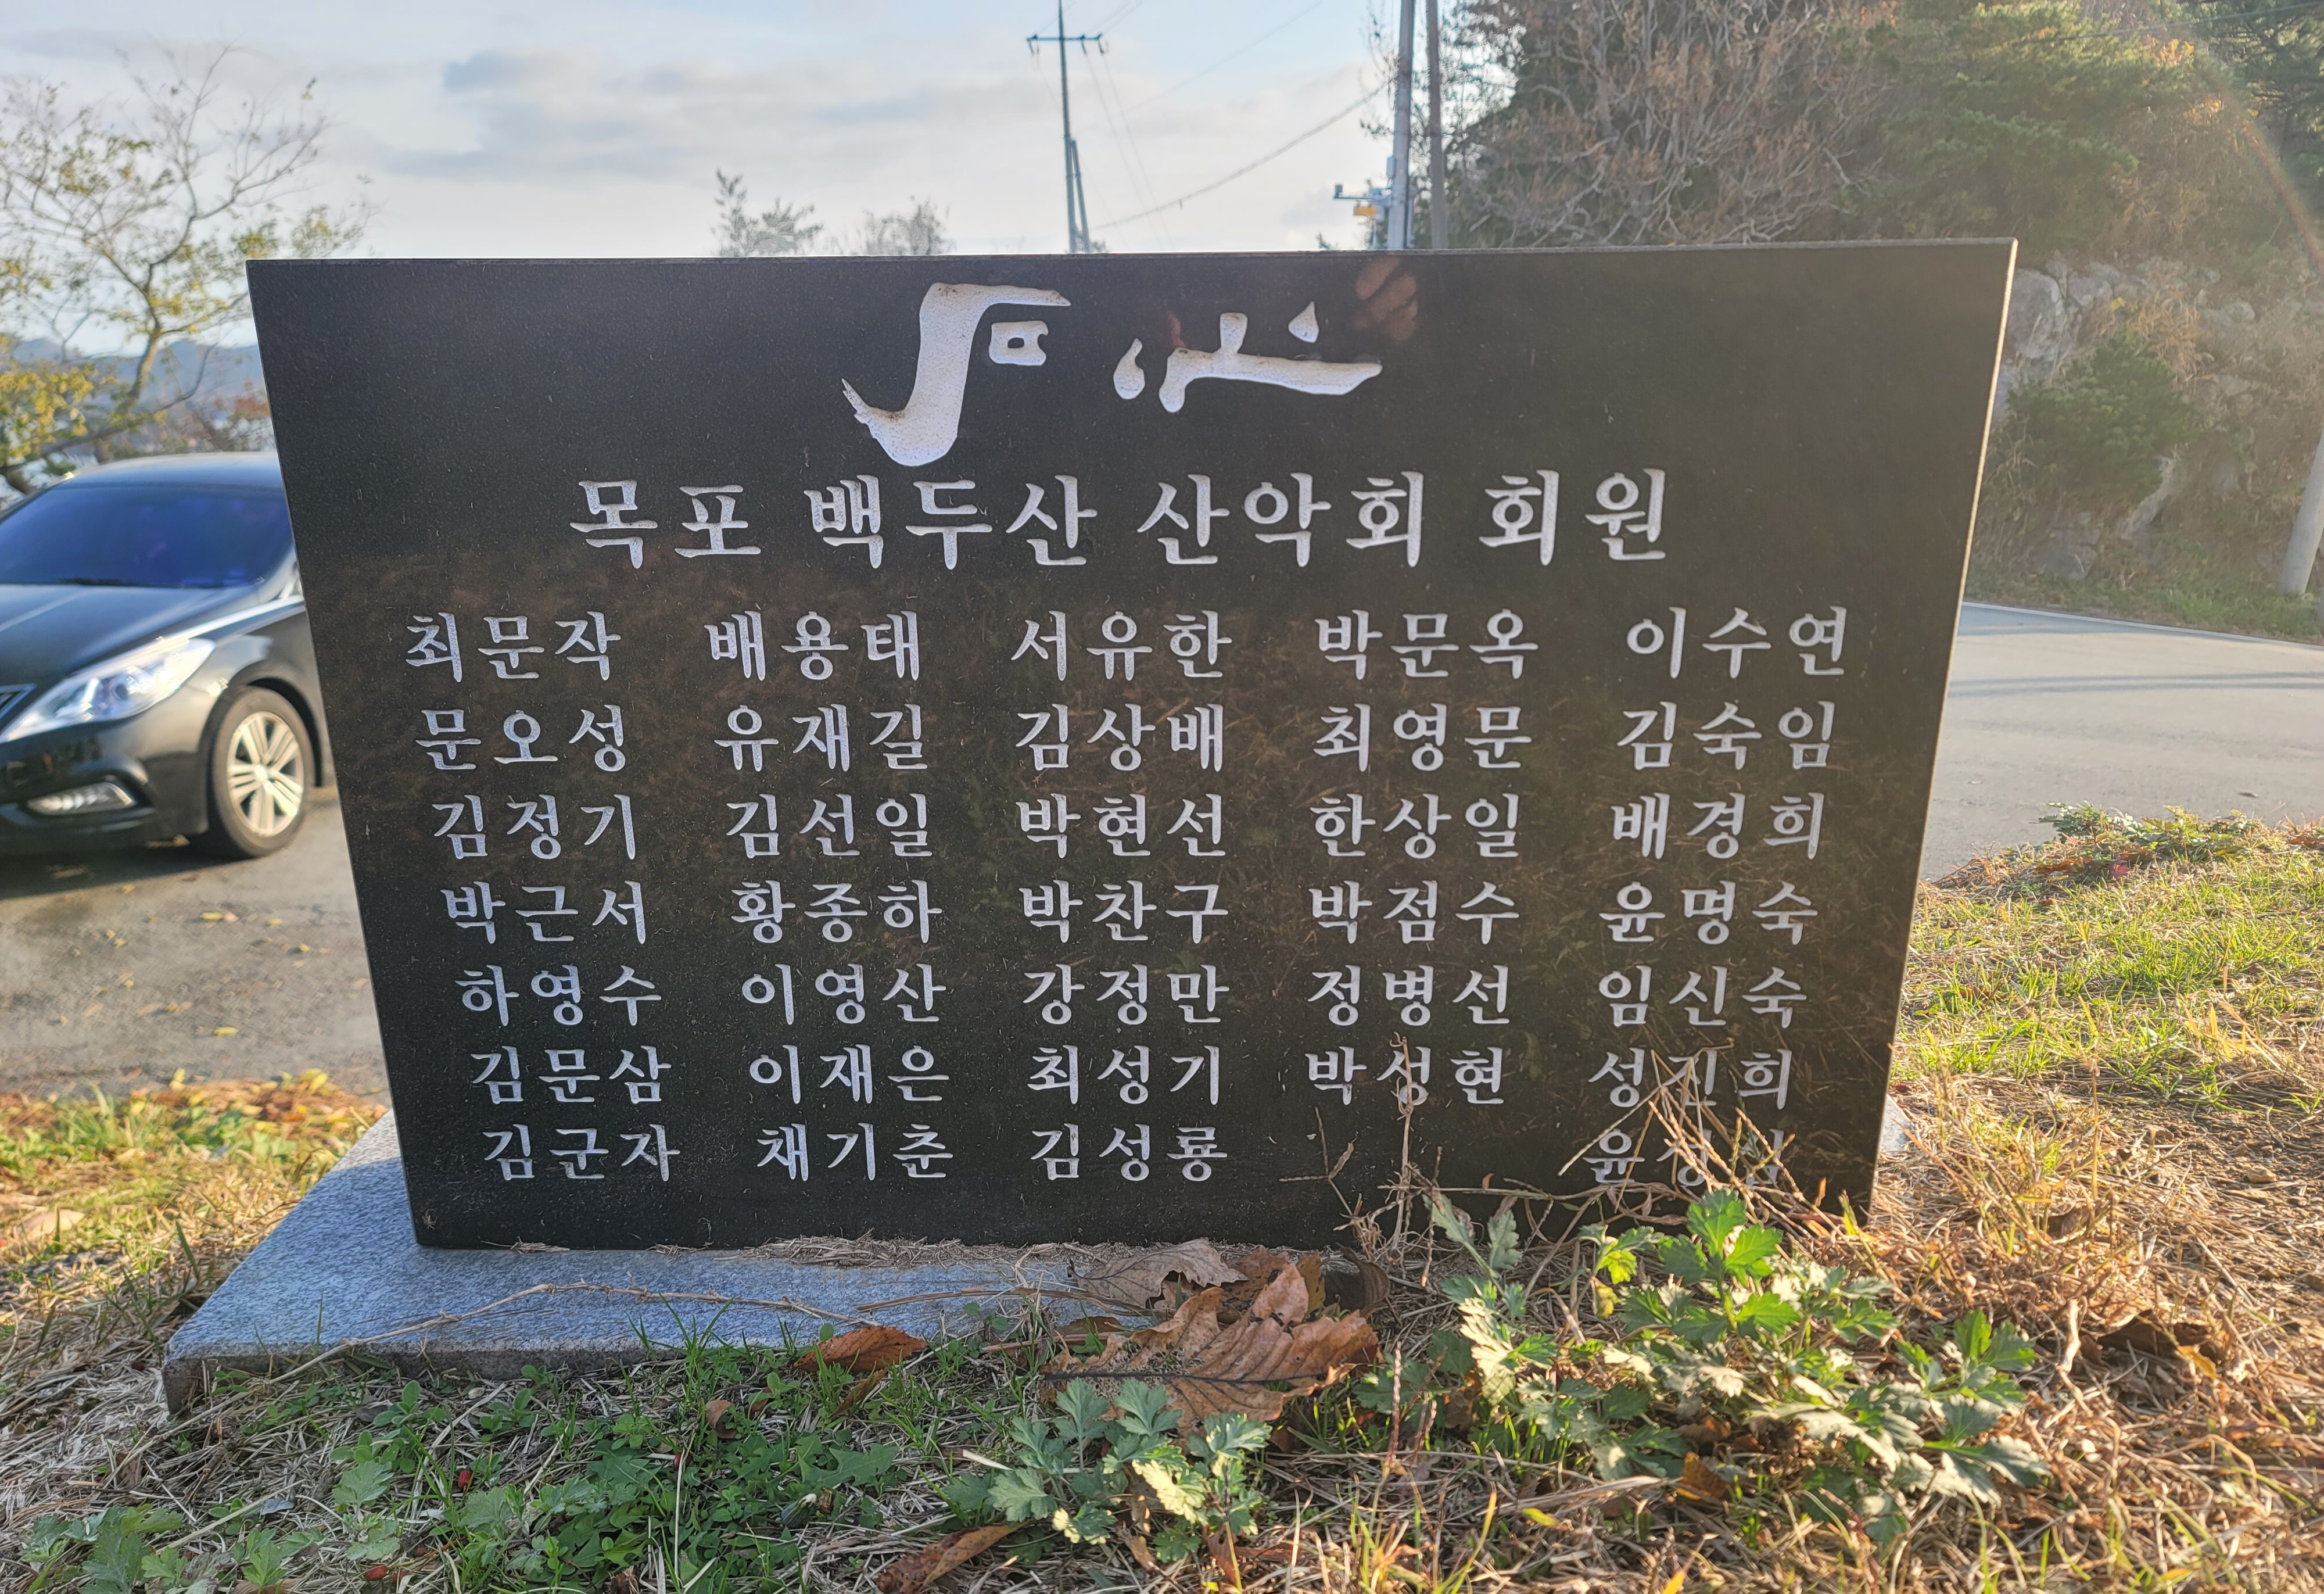 石心
목포 백두산 산악회 회원
최문작 배용태 서유한 박문옥 이수연
문오성 유재길 김상배 최영문 김숙임
김정기 김선일 박현선 한상일 배경희
박근서 황종하 박찬구 박점수 윤명숙
하영수 이영산 강정만 정병선 임신숙
김문삼 이재은 최성기 박성현 성진희
김군자 채기춘 김성룡